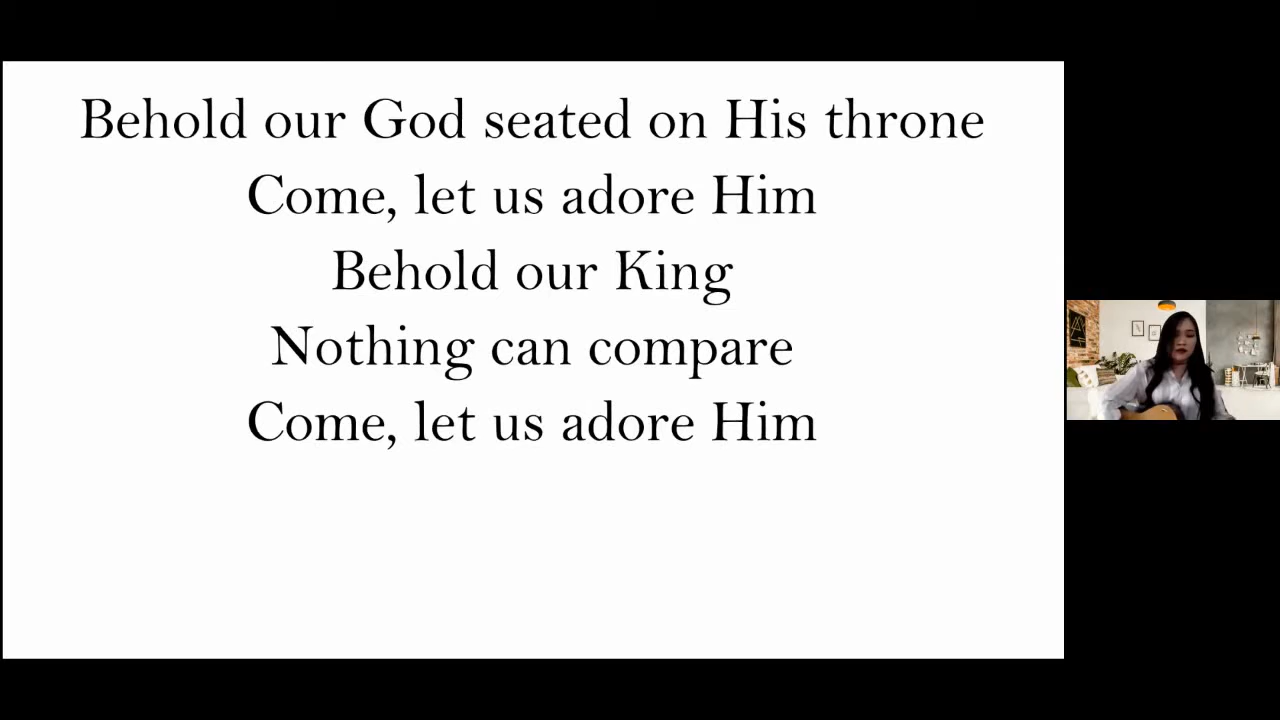 Behold our God seated on His throne
Come, let us adore Him
Behold our King
Nothing can compare
Come, let us adore Him